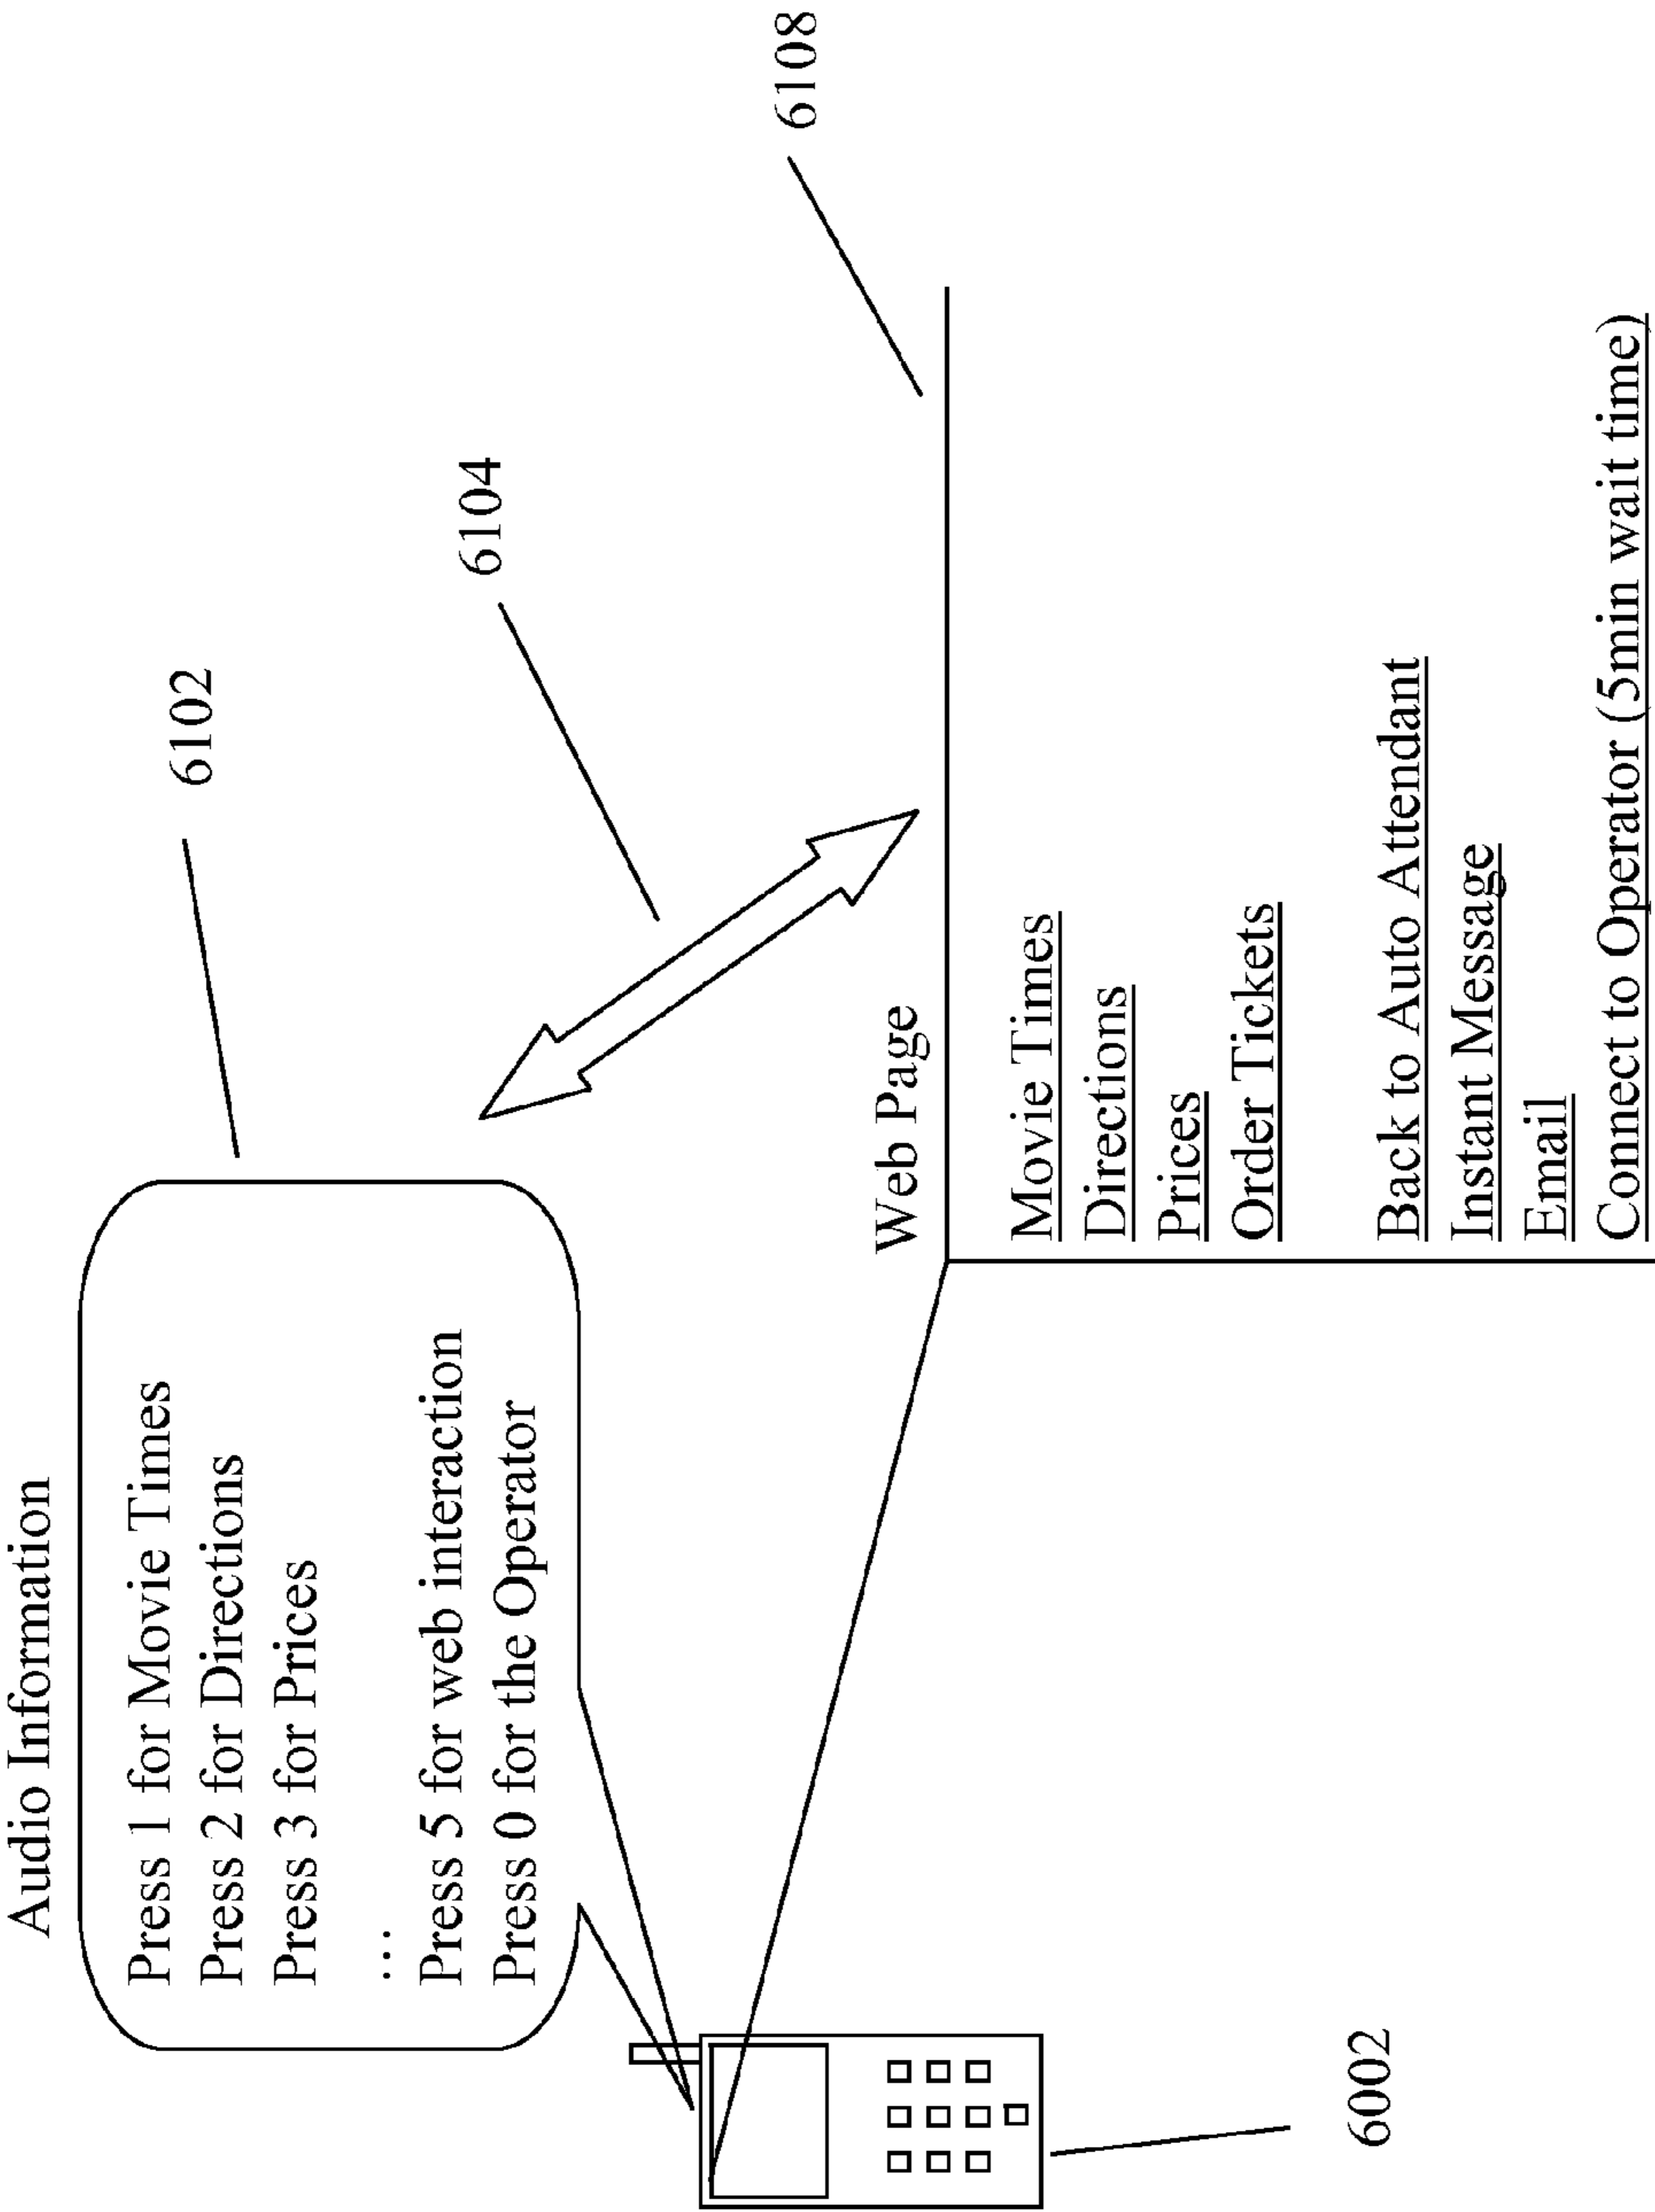 Audio Information
Press 1 for Movie Times
Press 2 for Directions
Press 3 for Prices
...
Press 5 for web interaction
Press 0 for the Operator
6102
6104
6108
Web Page
Movie Times
Directions
Prices
Order Tickets
Back to Auto Attendant
Instant Message
Email
Connect to Operator (5min wait time)
6002